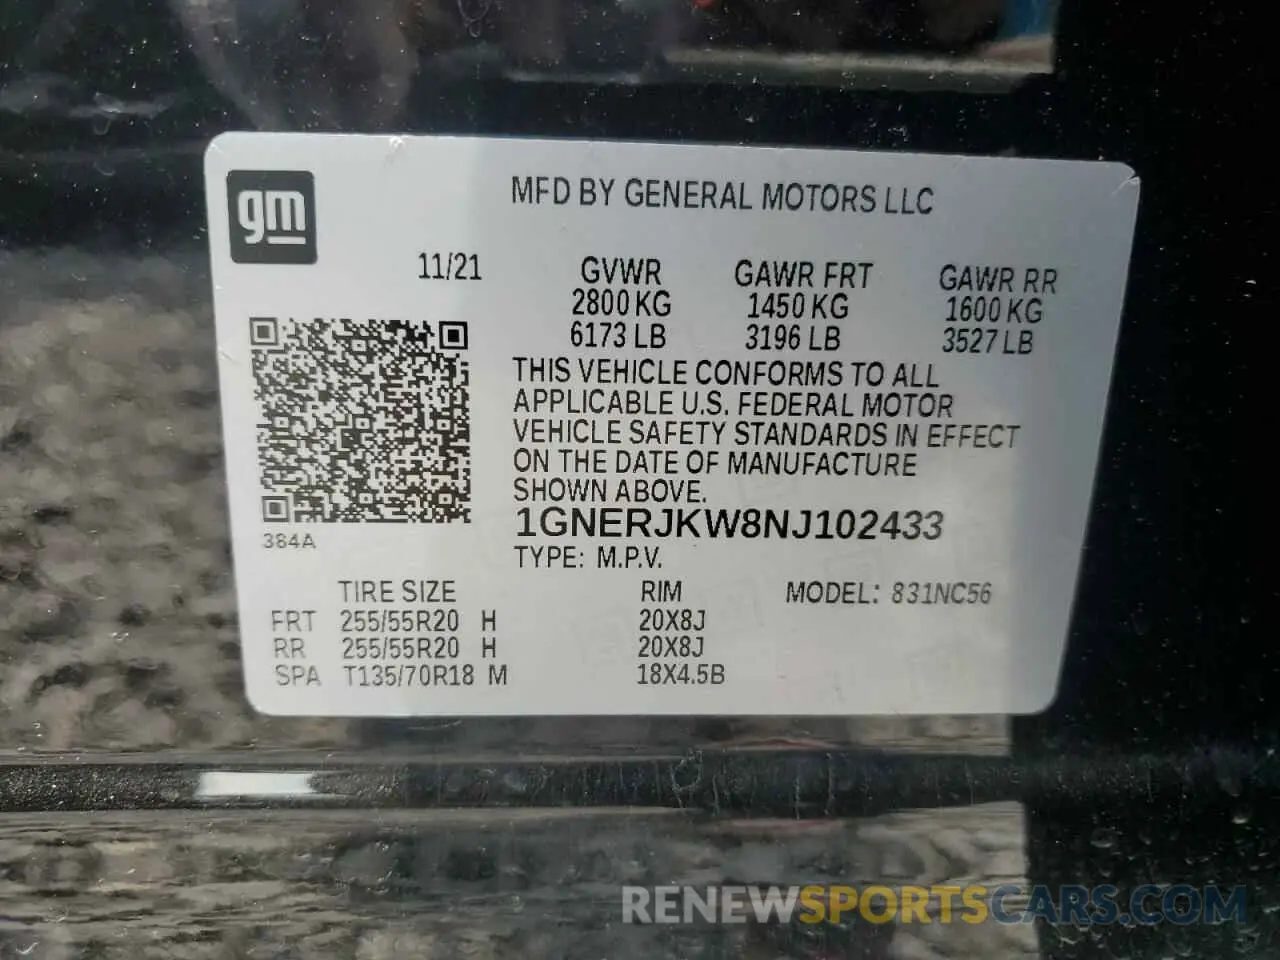 gm
MFD BY GENERAL MOTORS LLC
11/21 GVWR GAWR FRT GAWR RR
2800 KG 1450 KG 1600 KG
6173 LB 3196 LB 3527 LB
THIS VEHICLE CONFORMS TO ALL
APPLICABLE U.S. FEDERAL MOTOR
VEHICLE SAFETY STANDARDS IN EFFECT
ON THE DATE OF MANUFACTURE
SHOWN ABOVE.
1GNERJKW8NJ102433
384A
TYPE: M.P.V.
TIRE SIZE RIM MODEL: 831NC56
FRT 255/55R20 H 20X8J
RR 255/55R20 H 20X8J
SPA T135/70R18 M 18X4.5B
RENEWSPORTSCARS.COM